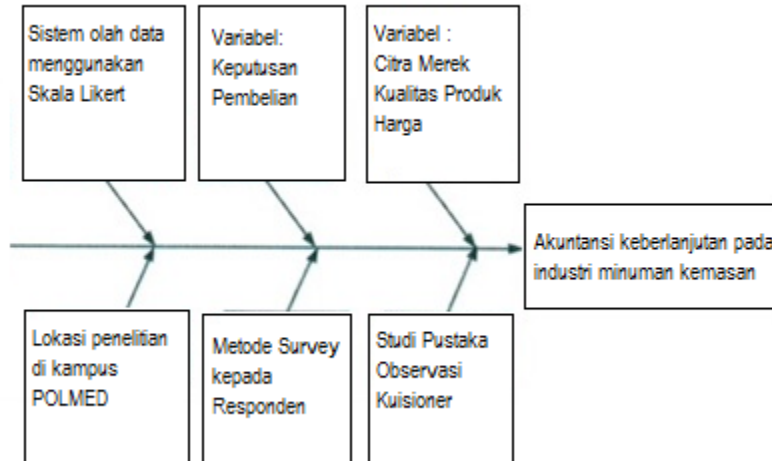 Sistem olah data
menggunakan
Skala Likert
Variabel:
Keputusan
Pembelian
Variabel :
Citra Merek
Kualitas Produk
Harga
Akuntansi keberlanjutan pada
industri minuman kemasan
Lokasi penelitian
di kampus
POLMED
Metode Survey
kepada
Responden
Studi Pustaka
Observasi
Kuisioner